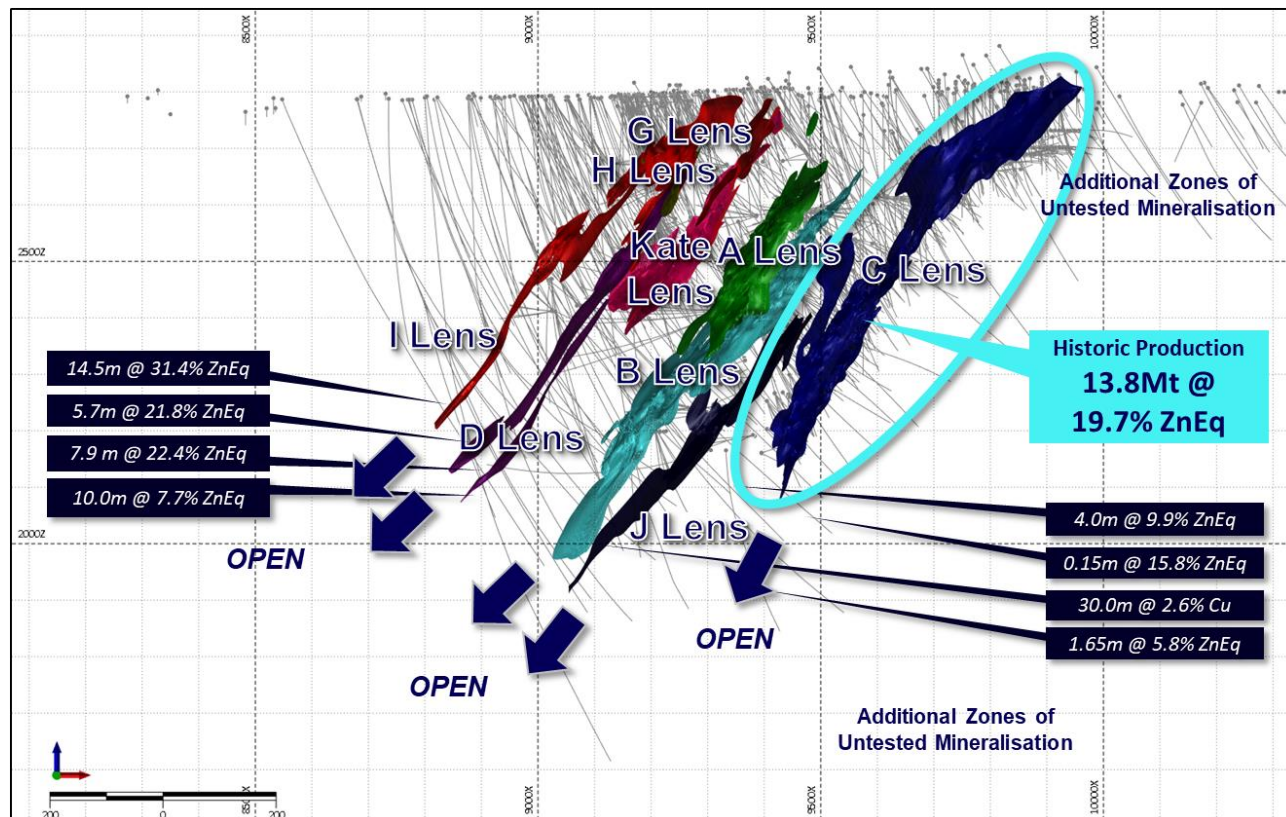 8500X
9000X
9500X
10000X
G Lens
H Lens
Additional Zones of
Untested Mineralisation
2500Z
Kate
Lens
A Lens
C Lens
I Lens
Historic Production
13.8Mt @
19.7% ZnEq
14.5m @ 31.4% ZnEq
5.7m @ 21.8% ZnEq
7.9 m @ 22.4% ZnEq
10.0m @ 7.7% ZnEq
B Lens
D Lens
J Lens
2000Z
OPEN
4.0m @ 9.9% ZnEq
0.15m @ 15.8% ZnEq
30.0m @ 2.6% Cu
1.65m @ 5.8% ZnEq
OPEN
OPEN
Additional Zones of
Untested Mineralisation
200
0
200
9000X
9500X
10000X